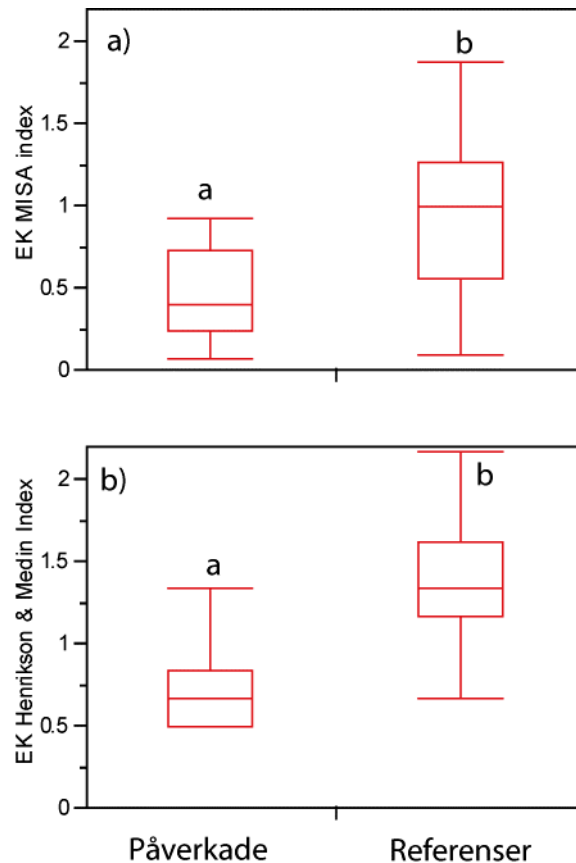 a)
b
a
EK MISA index
2
1.5
1
0.5
0
b)
b
a
EK Henrikson & Medin Index
2
1.5
1
0.5
0
Påverkade Referenser